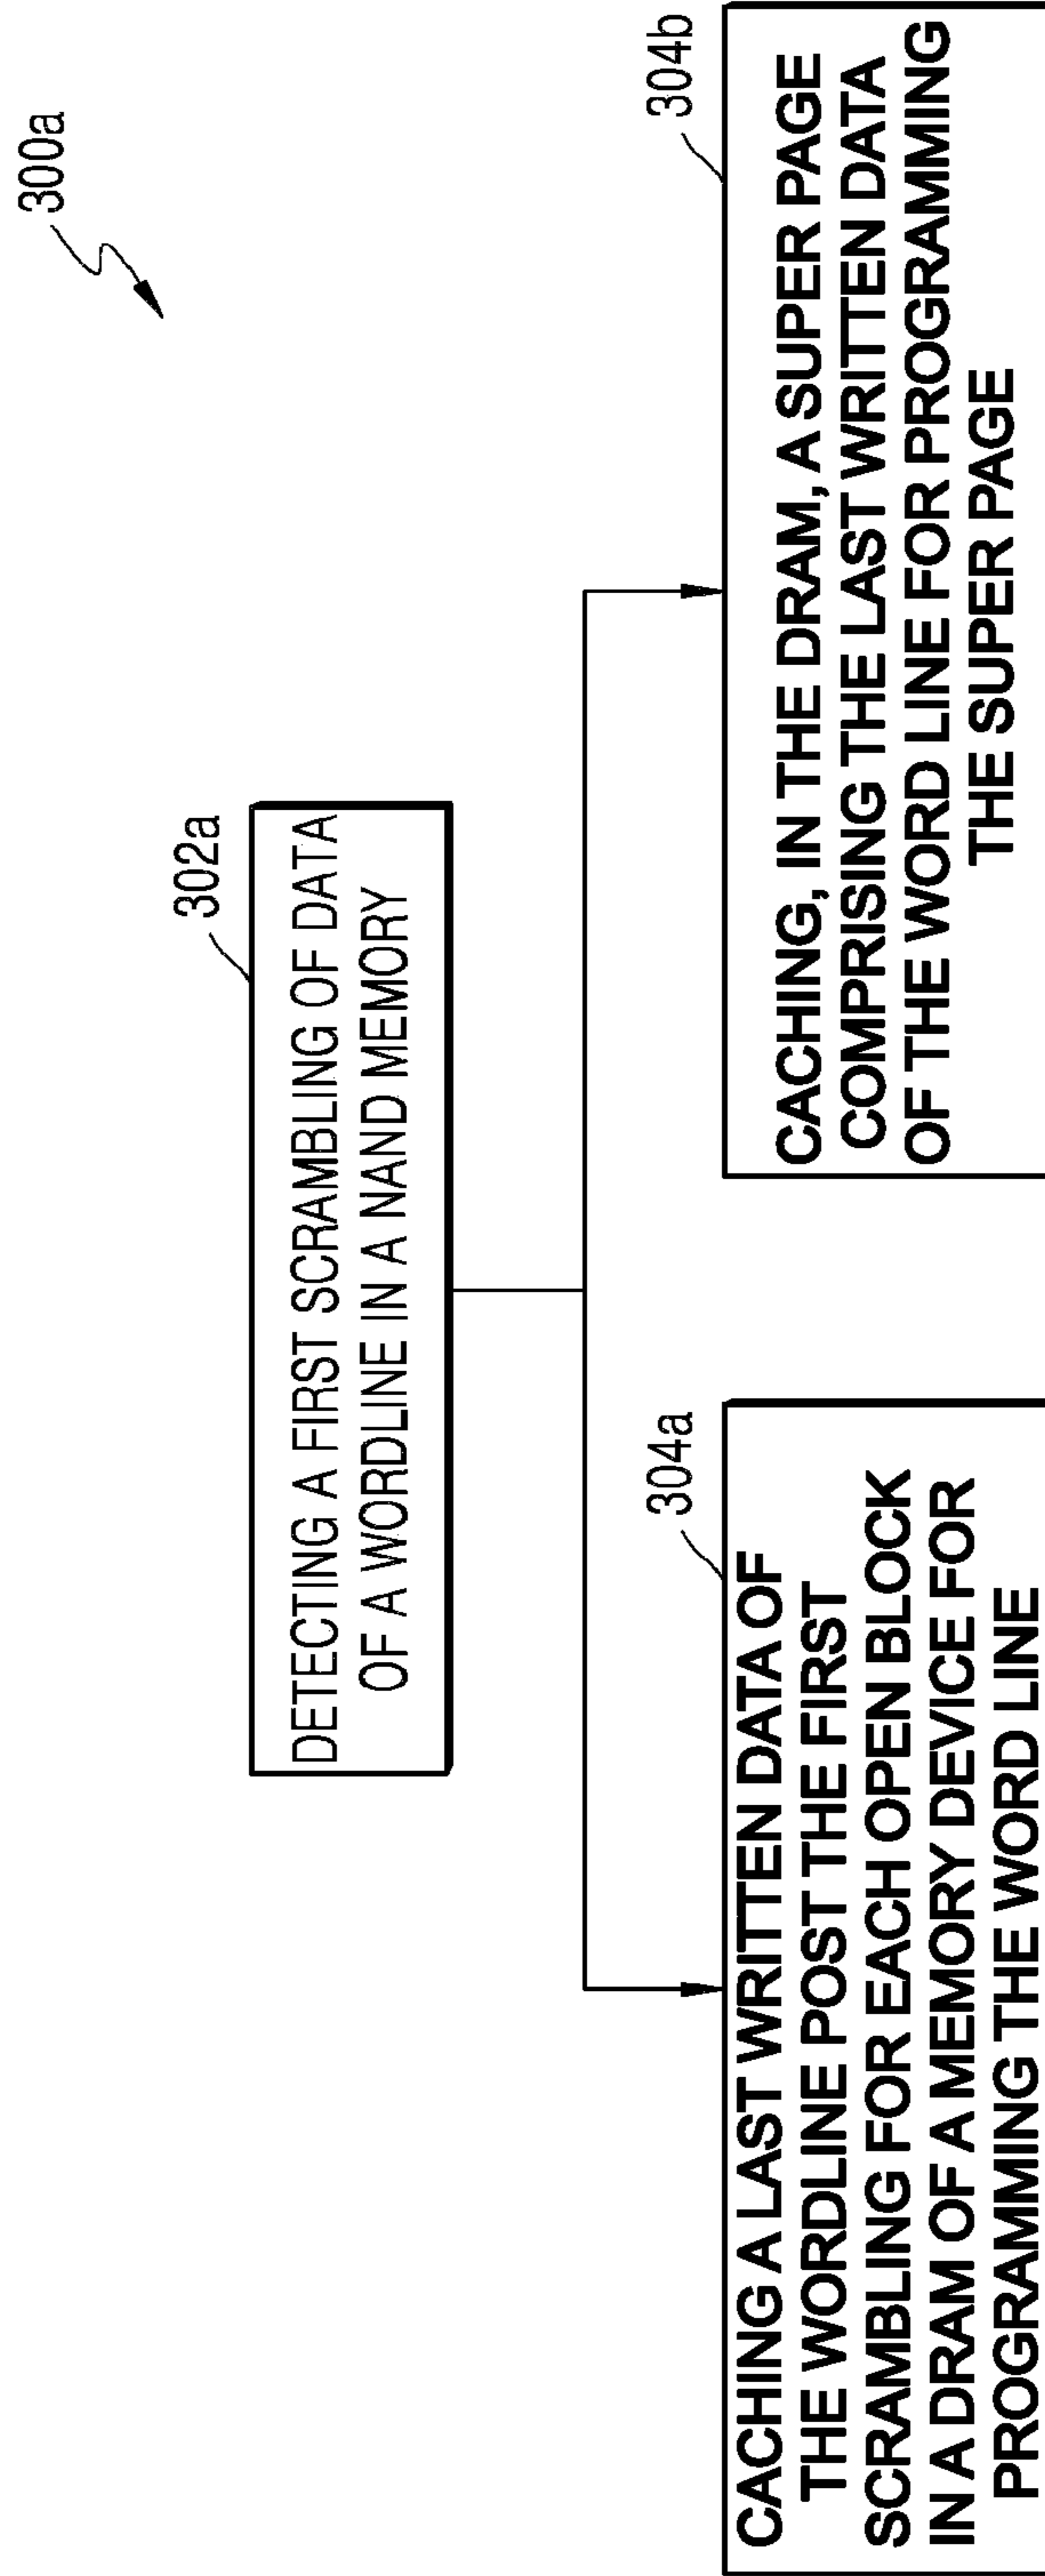 300a
302a
DETECTING A FIRST SCRAMBLING OF DATA
OF A WORDLINE IN A NAND MEMORY
304a
CACHING A LAST WRITTEN DATA OF
THE WORDLINE POST THE FIRST
SCRAMBLING FOR EACH OPEN BLOCK
IN A DRAM OF A MEMORY DEVICE FOR
PROGRAMMING THE WORD LINE
304b
CACHING, IN THE DRAM, A SUPER PAGE
COMPRISING THE LAST WRITTEN DATA
OF THE WORD LINE FOR PROGRAMMING
THE SUPER PAGE